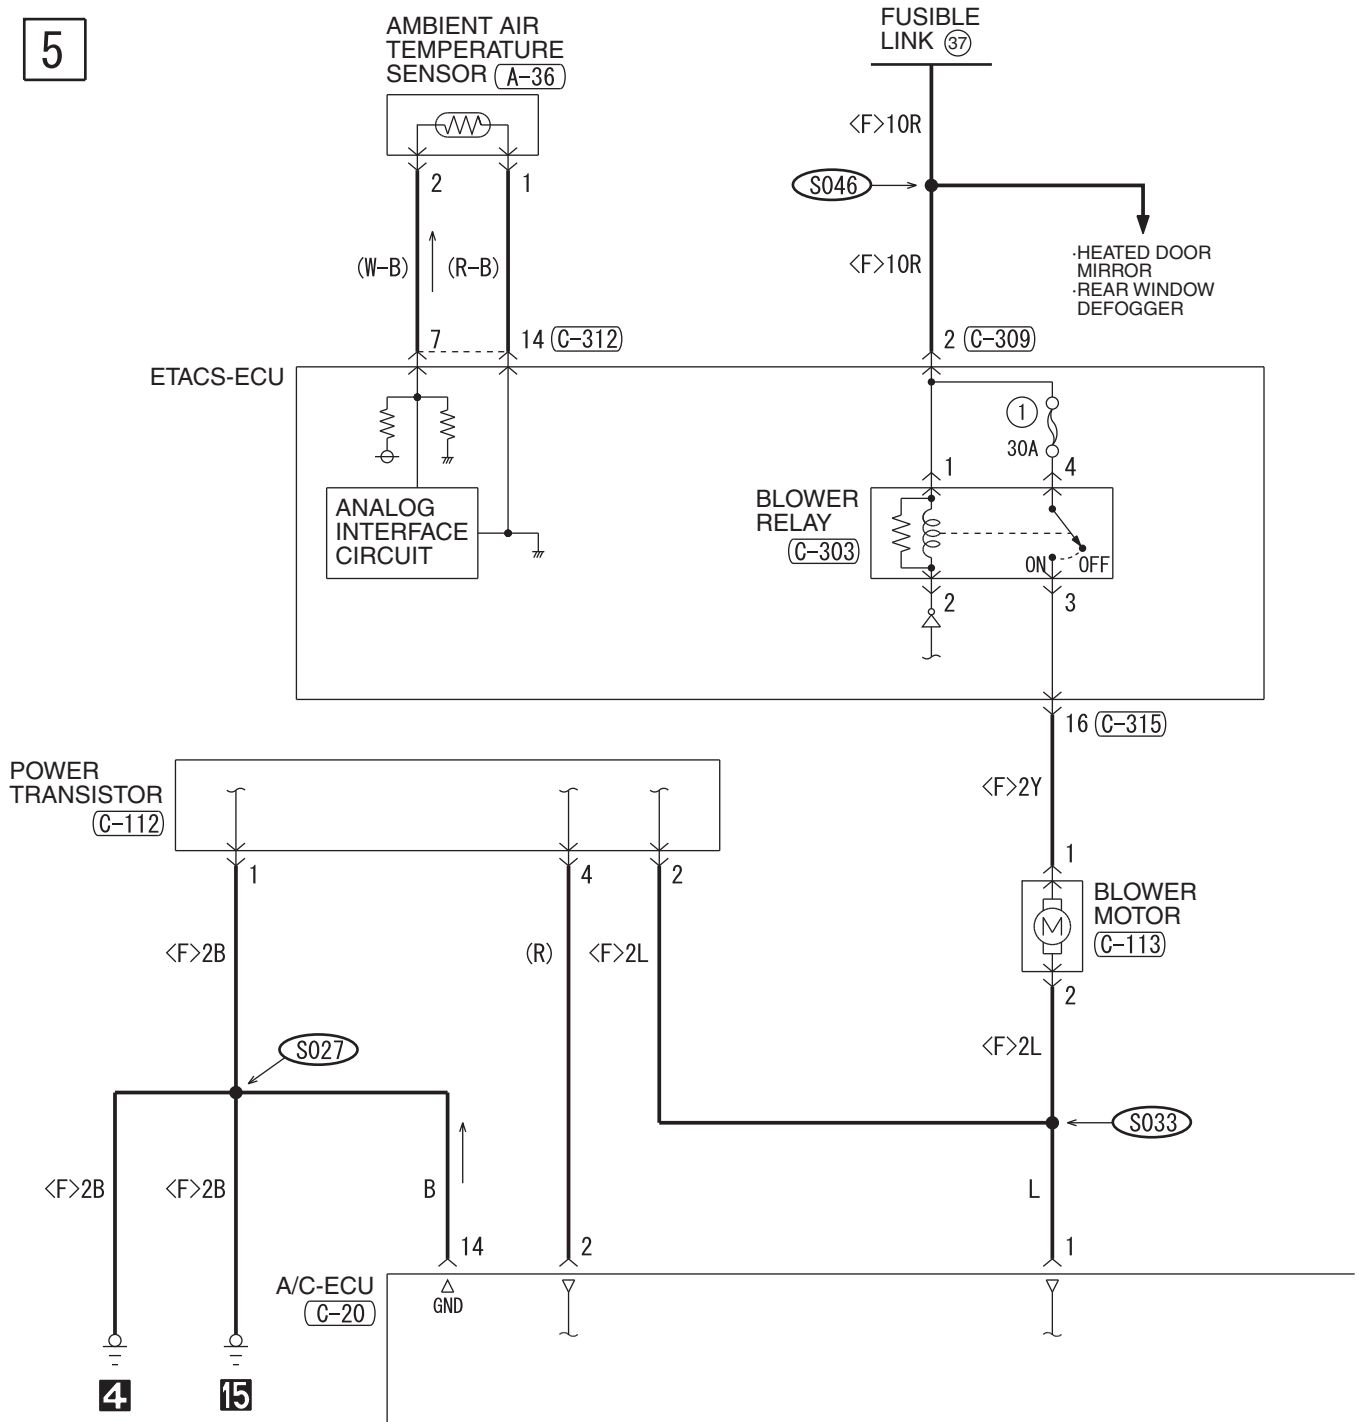 5
AMBIENT AIR
TEMPERATURE
SENSOR A-36
FUSIBLE
LINK 37
<F>10R
2
1
S046
(W-B)
(R-B)
<F>10R
·HEATED DOOR
MIRROR
·REAR WINDOW
DEFOGGER
7
14 C-312
2 C-309
ETACS-ECU
1
30A
1
4
ANALOG
INTERFACE
CIRCUIT
BLOWER
RELAY
C-303
ON
OFF
2
3
16 C-315
POWER
TRANSISTOR
C-112
<F>2Y
1
1
4
2
BLOWER
MOTOR
C-113
M
<F>2B
(R)
<F>2L
2
S027
<F>2L
S033
<F>2B
<F>2B
B
L
14
2
1
A/C-ECU
C-20
GND
4
15